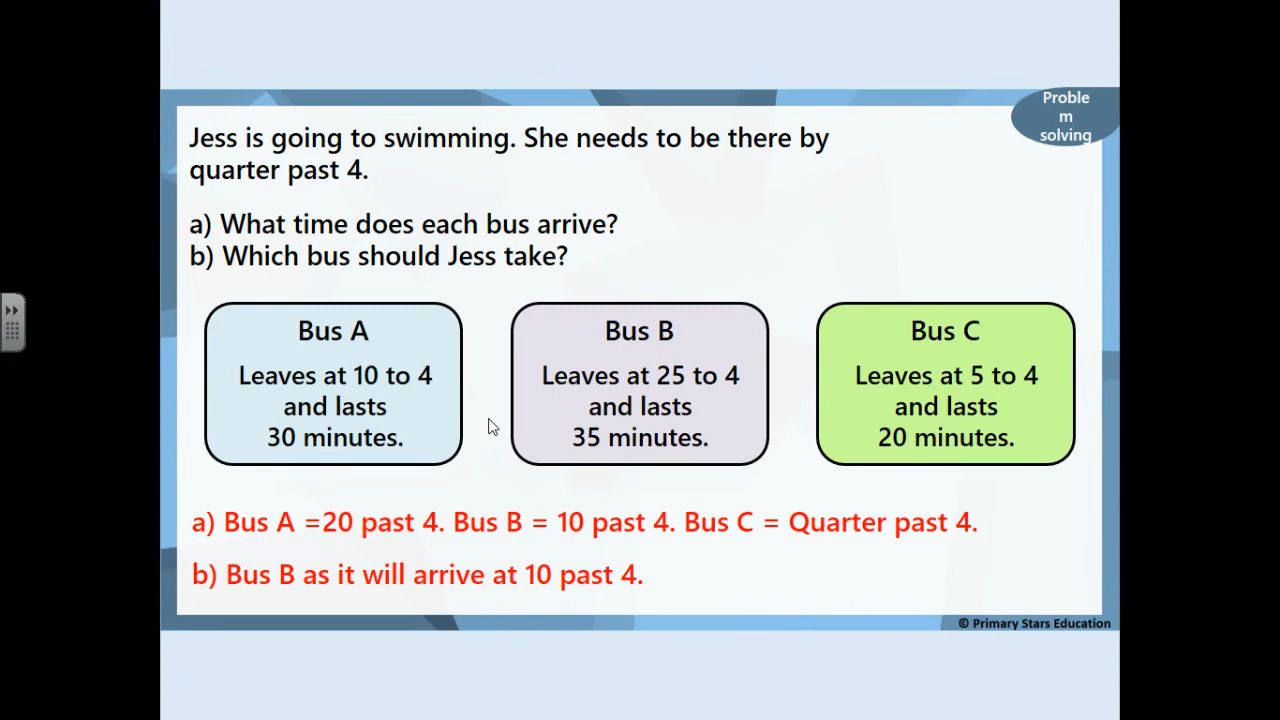 Proble
m
solving
Jess is going to swimming. She needs to be there by
quarter past 4.
a) What time does each bus arrive?
b) Which bus should Jess take?
Bus A
Leaves at 10 to 4
and lasts
30 minutes.
Bus B
Leaves at 25 to 4
and lasts
35 minutes.
Bus C
Leaves at 5 to 4
and lasts
20 minutes.
a) Bus A =20 past 4. Bus B = 10 past 4. Bus C = Quarter past 4.
b) Bus B as it will arrive at 10 past 4.
© Primary Stars Education